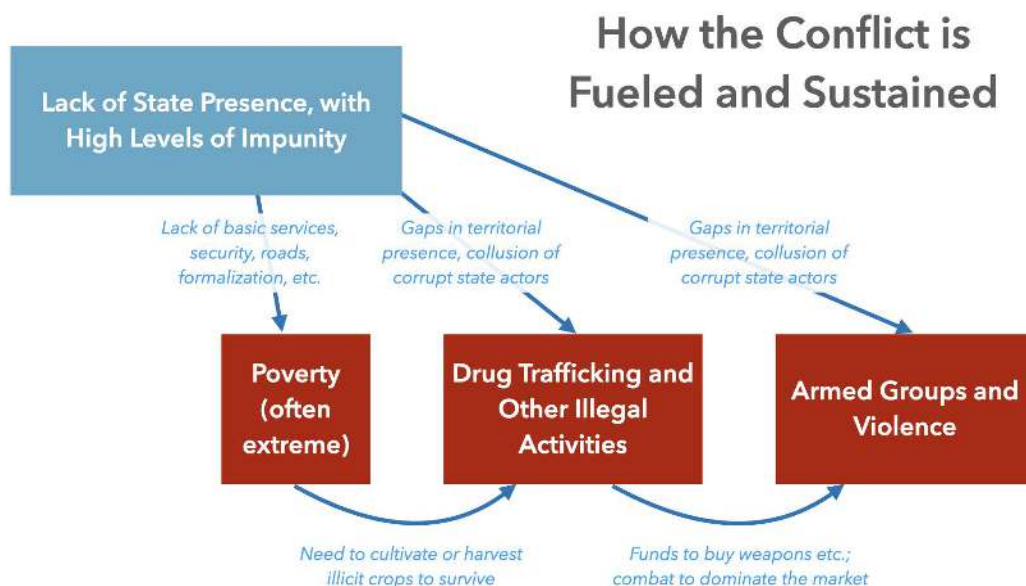 How the Conflict is
Fueled and Sustained
Lack of State Presence, with
High Levels of Impunity
Lack of basic services,
security, roads,
formalization, etc.
Gaps in territorial
presence, collusion of
corrupt state actors
Gaps in territorial
presence, collusion of
corrupt state actors
Poverty
(often
extreme)
Drug Trafficking and
Other Illegal
Activities
Armed Groups and
Violence
Need to cultivate or harvest
illicit crops to survive
Funds to buy weapons etc.;
combat to dominate the market